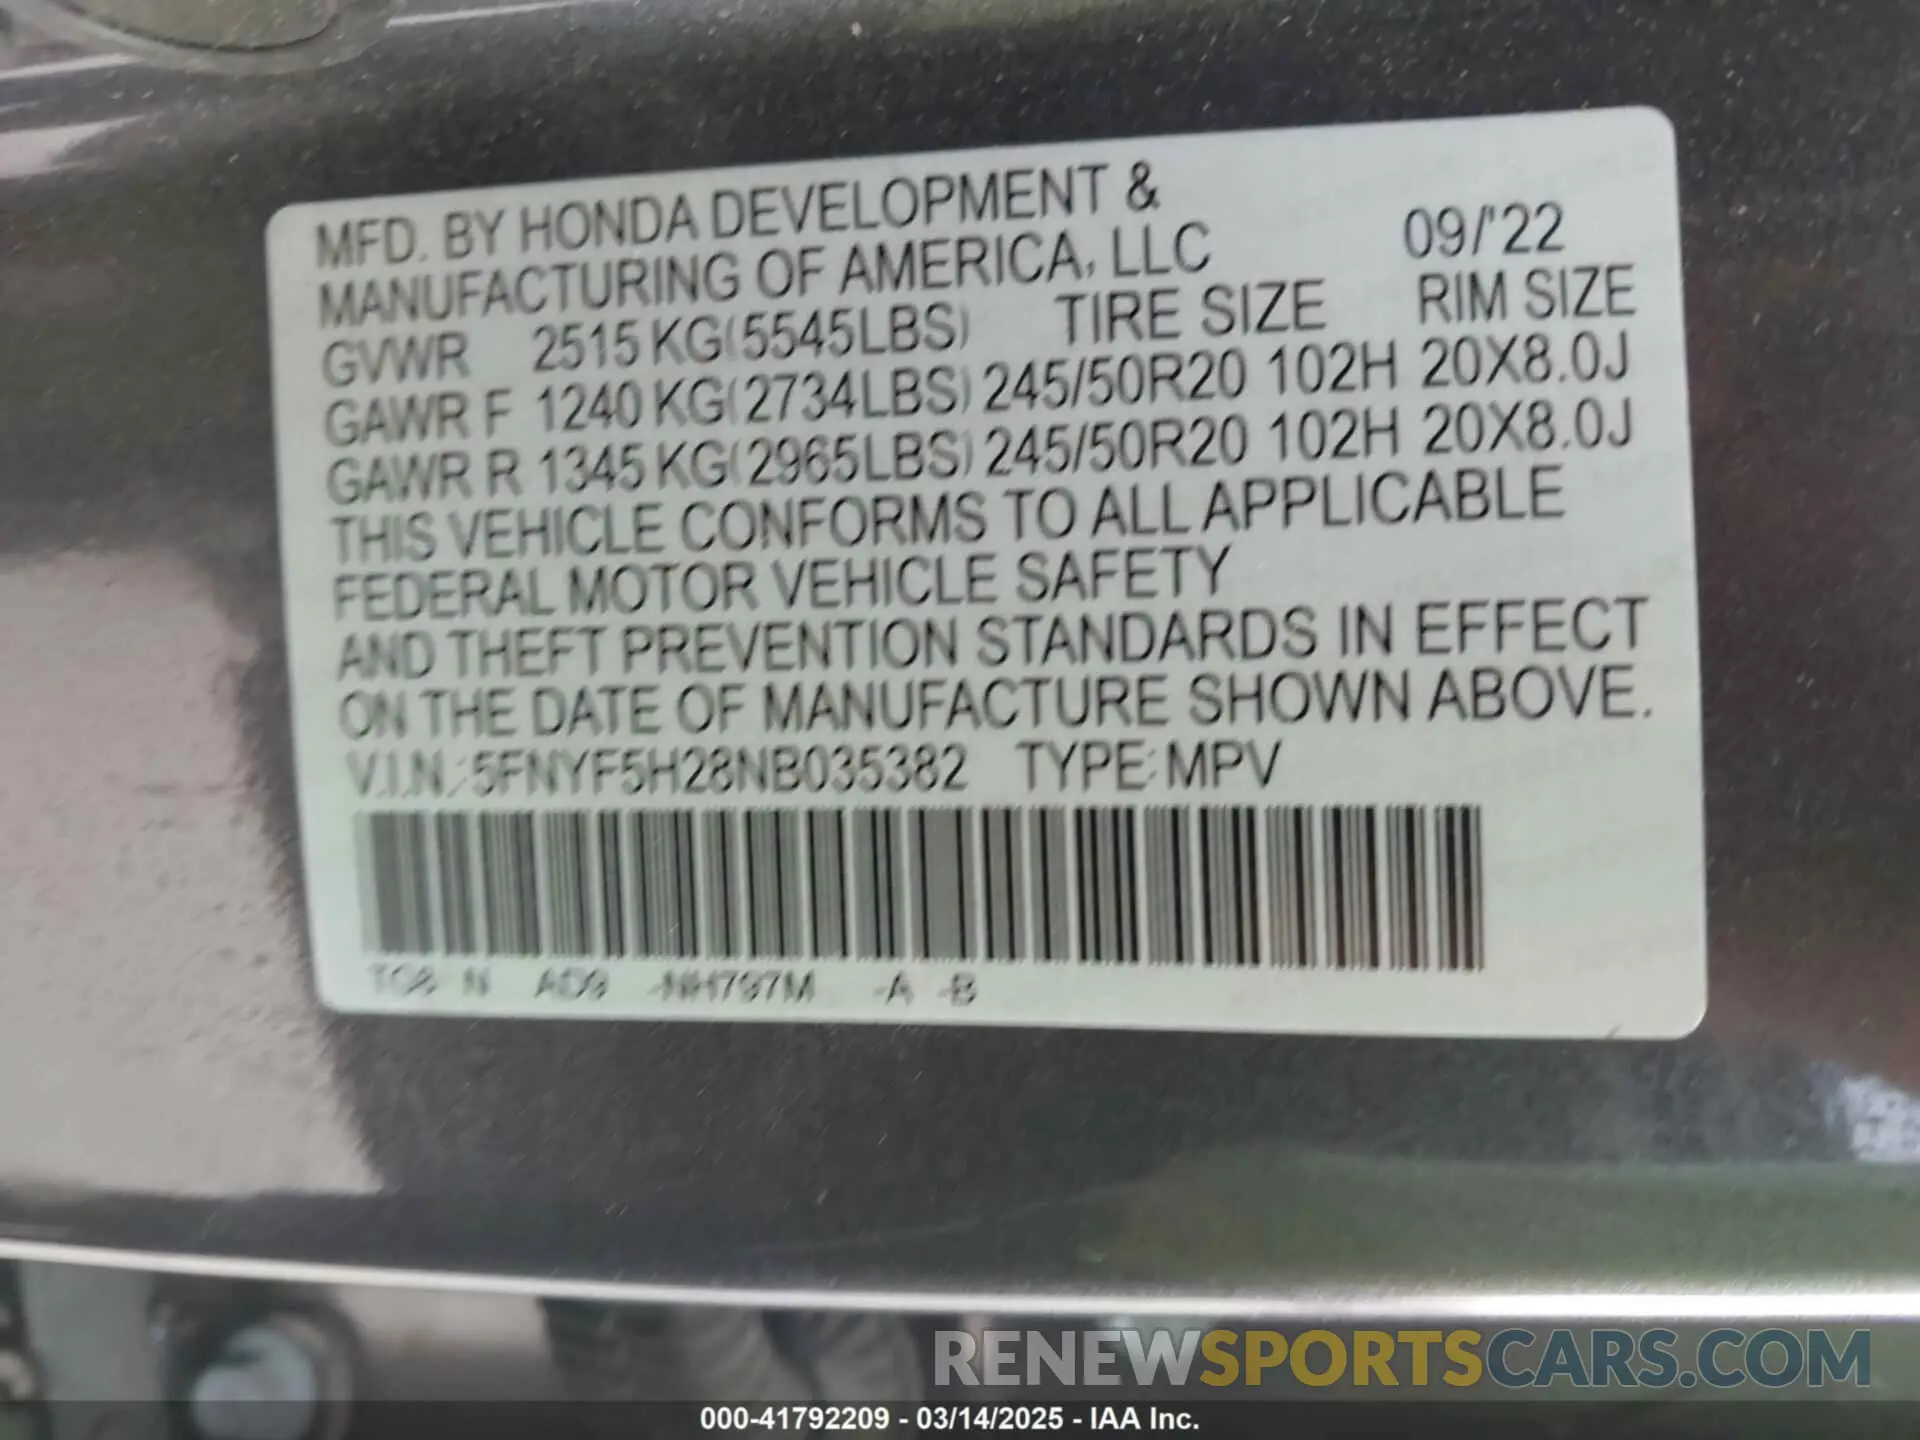 MFD. BY HONDA DEVELOPMENT &
MANUFACTURING OF AMERICA, LLC 09/'22
GVWR 2515 KG(5545LBS) TIRE SIZE RIM SIZE
GAWR F 1240 KG(2734LBS) 245/50R20 102H 20X8.0J
GAWR R 1345 KG(2965LBS) 245/50R20 102H 20X8.0J
THIS VEHICLE CONFORMS TO ALL APPLICABLE
FEDERAL MOTOR VEHICLE SAFETY
AND THEFT PREVENTION STANDARDS IN EFFECT
ON THE DATE OF MANUFACTURE SHOWN ABOVE.
V.I.N.:5FNYF5H28NB035382 TYPE:MPV
TG8 N AD9 -NH797M -A -B
RENEWSPORTSCARS.COM
000-41792209 - 03/14/2025 - IAA Inc.